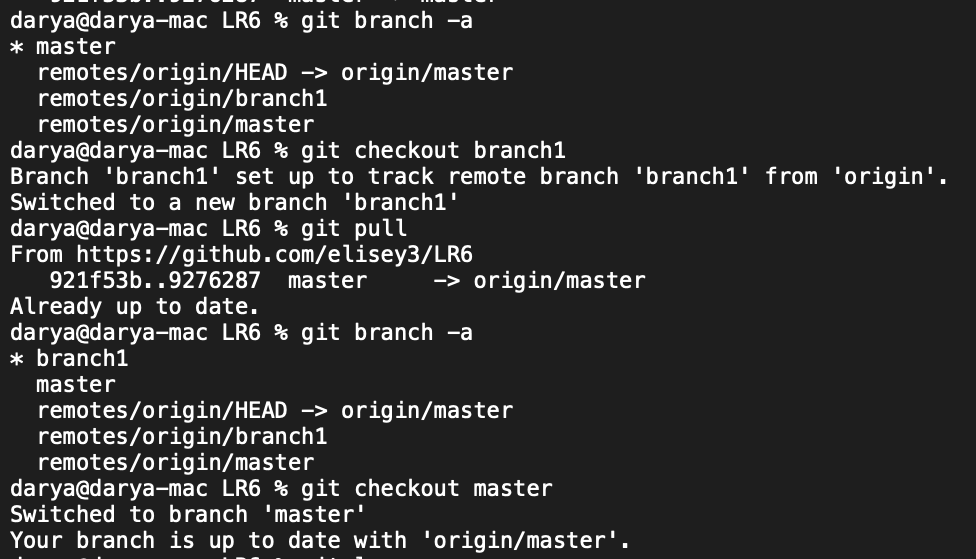 darya@darya-mac LR6 % git branch -a
* master
  remotes/origin/HEAD -> origin/master
  remotes/origin/branch1
  remotes/origin/master
darya@darya-mac LR6 % git checkout branch1
Branch 'branch1' set up to track remote branch 'branch1' from 'origin'.
Switched to a new branch 'branch1'
darya@darya-mac LR6 % git pull
From https://github.com/elisey3/LR6
   921f53b..9276287  master     -> origin/master
Already up to date.
darya@darya-mac LR6 % git branch -a
* branch1
  master
  remotes/origin/HEAD -> origin/master
  remotes/origin/branch1
  remotes/origin/master
darya@darya-mac LR6 % git checkout master
Switched to branch 'master'
Your branch is up to date with 'origin/master'.